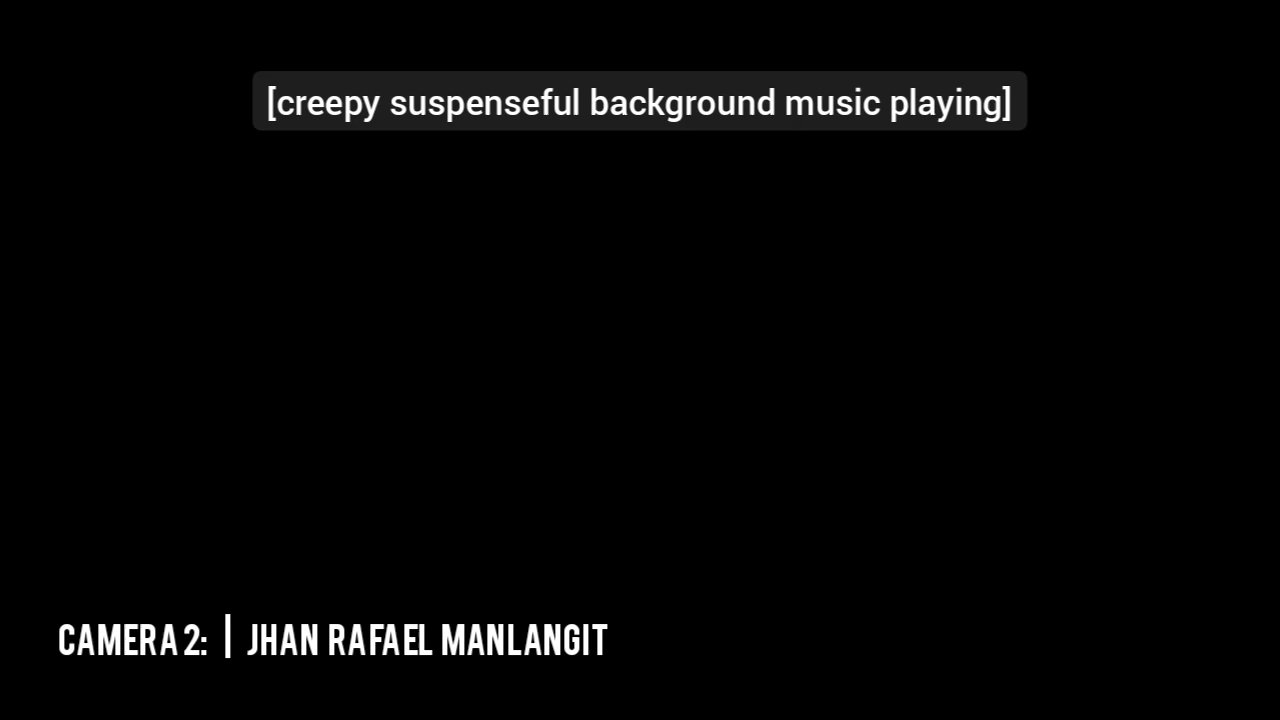 [creepy suspenseful background music playing]
CAMERA 2: | JHAN RAFAEL MANLANGIT